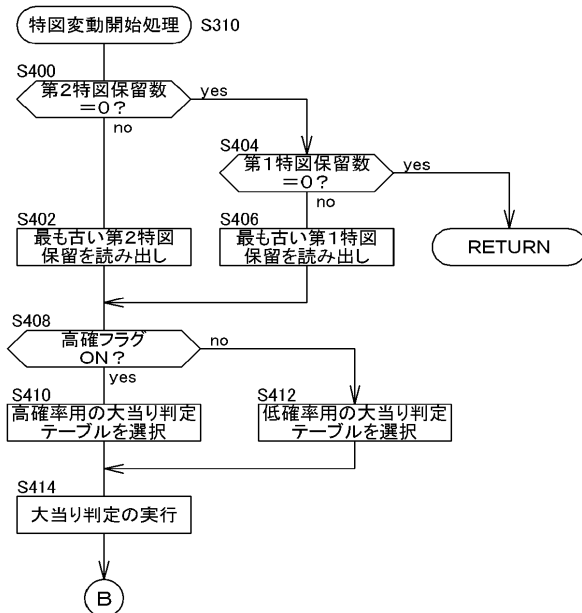 特図変動開始処理
S310
S400
第2特図保留数
=0?
yes
no
S404
第1特図保留数
=0?
yes
no
S402
最も古い第2特図
保留を読み出し
S406
最も古い第1特図
保留を読み出し
RETURN
S408
高確フラグ
ON?
no
yes
S410
高確率用の大当り判定
テーブルを選択
S412
低確率用の大当り判定
テーブルを選択
S414
大当り判定の実行
B